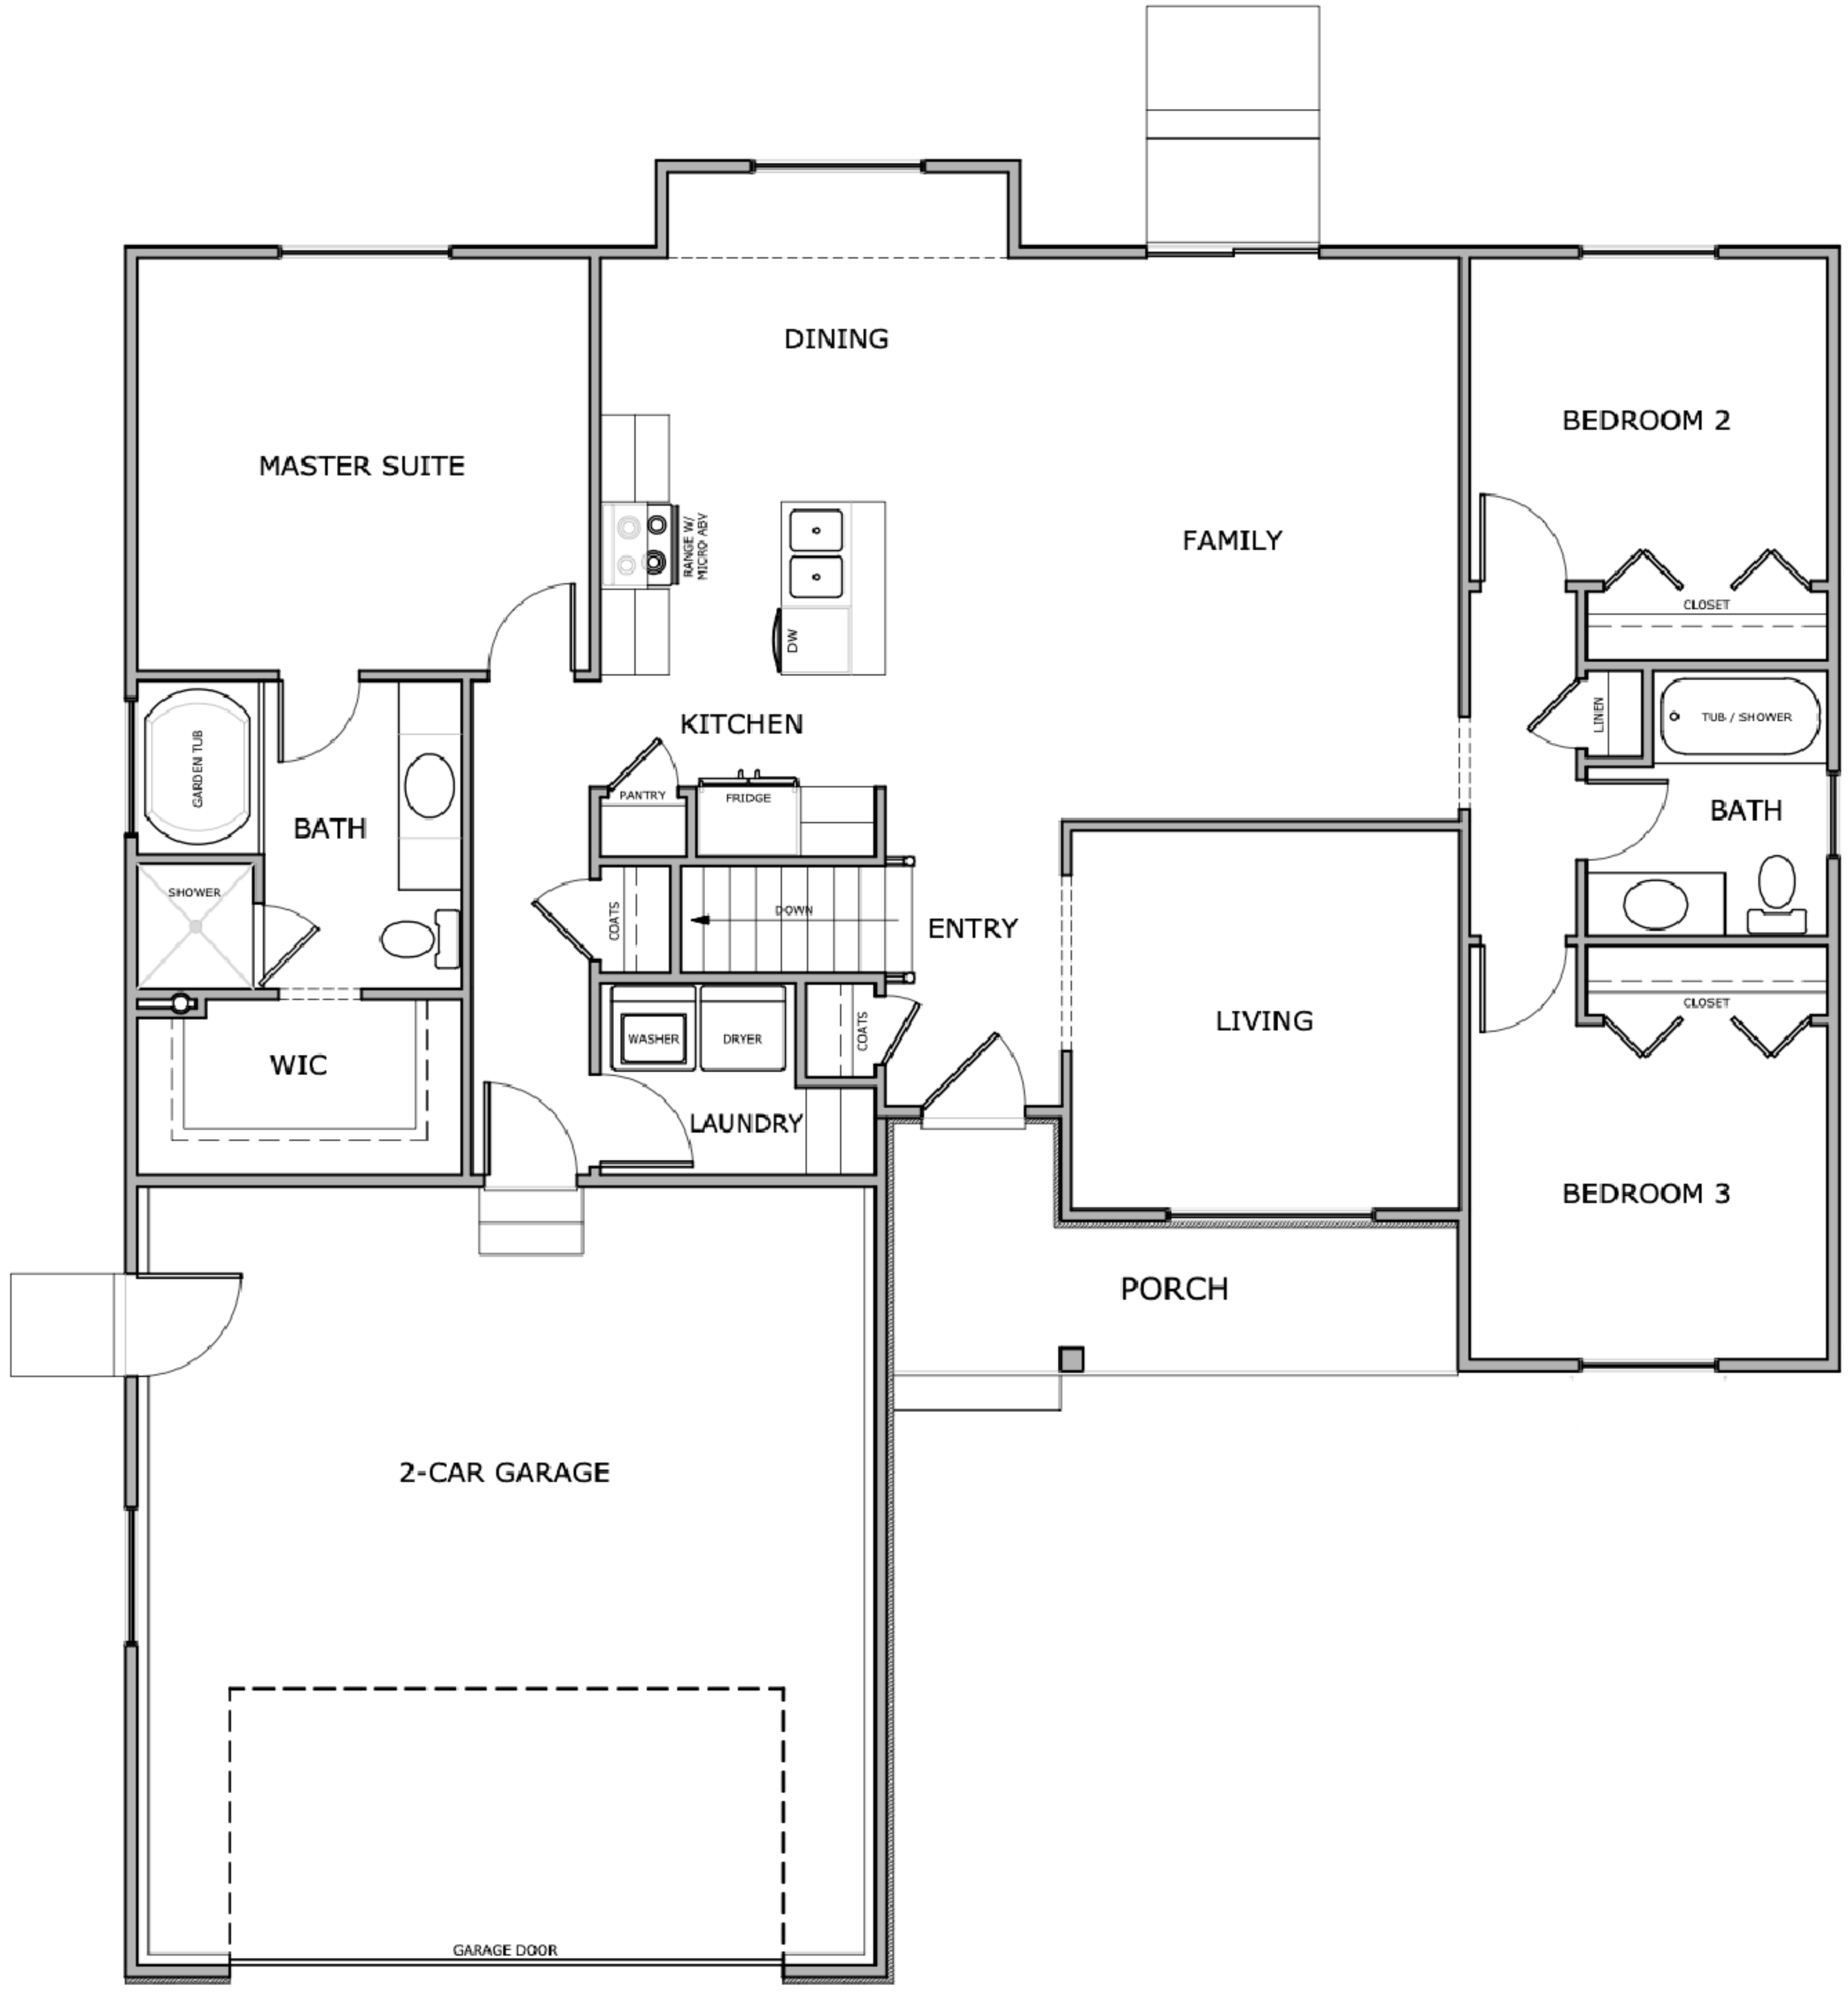 DINING
BEDROOM 2
MASTER SUITE
RANGE W/
MICRO ABV
FAMILY
CLOSET
DW
LINEN
TUB / SHOWER
KITCHEN
GARDEN TUB
PANTRY
FRIDGE
BATH
BATH
SHOWER
COATS
DOWN
ENTRY
CLOSET
LIVING
WASHER
DRYER
COATS
WIC
LAUNDRY
BEDROOM 3
PORCH
2-CAR GARAGE
GARAGE DOOR